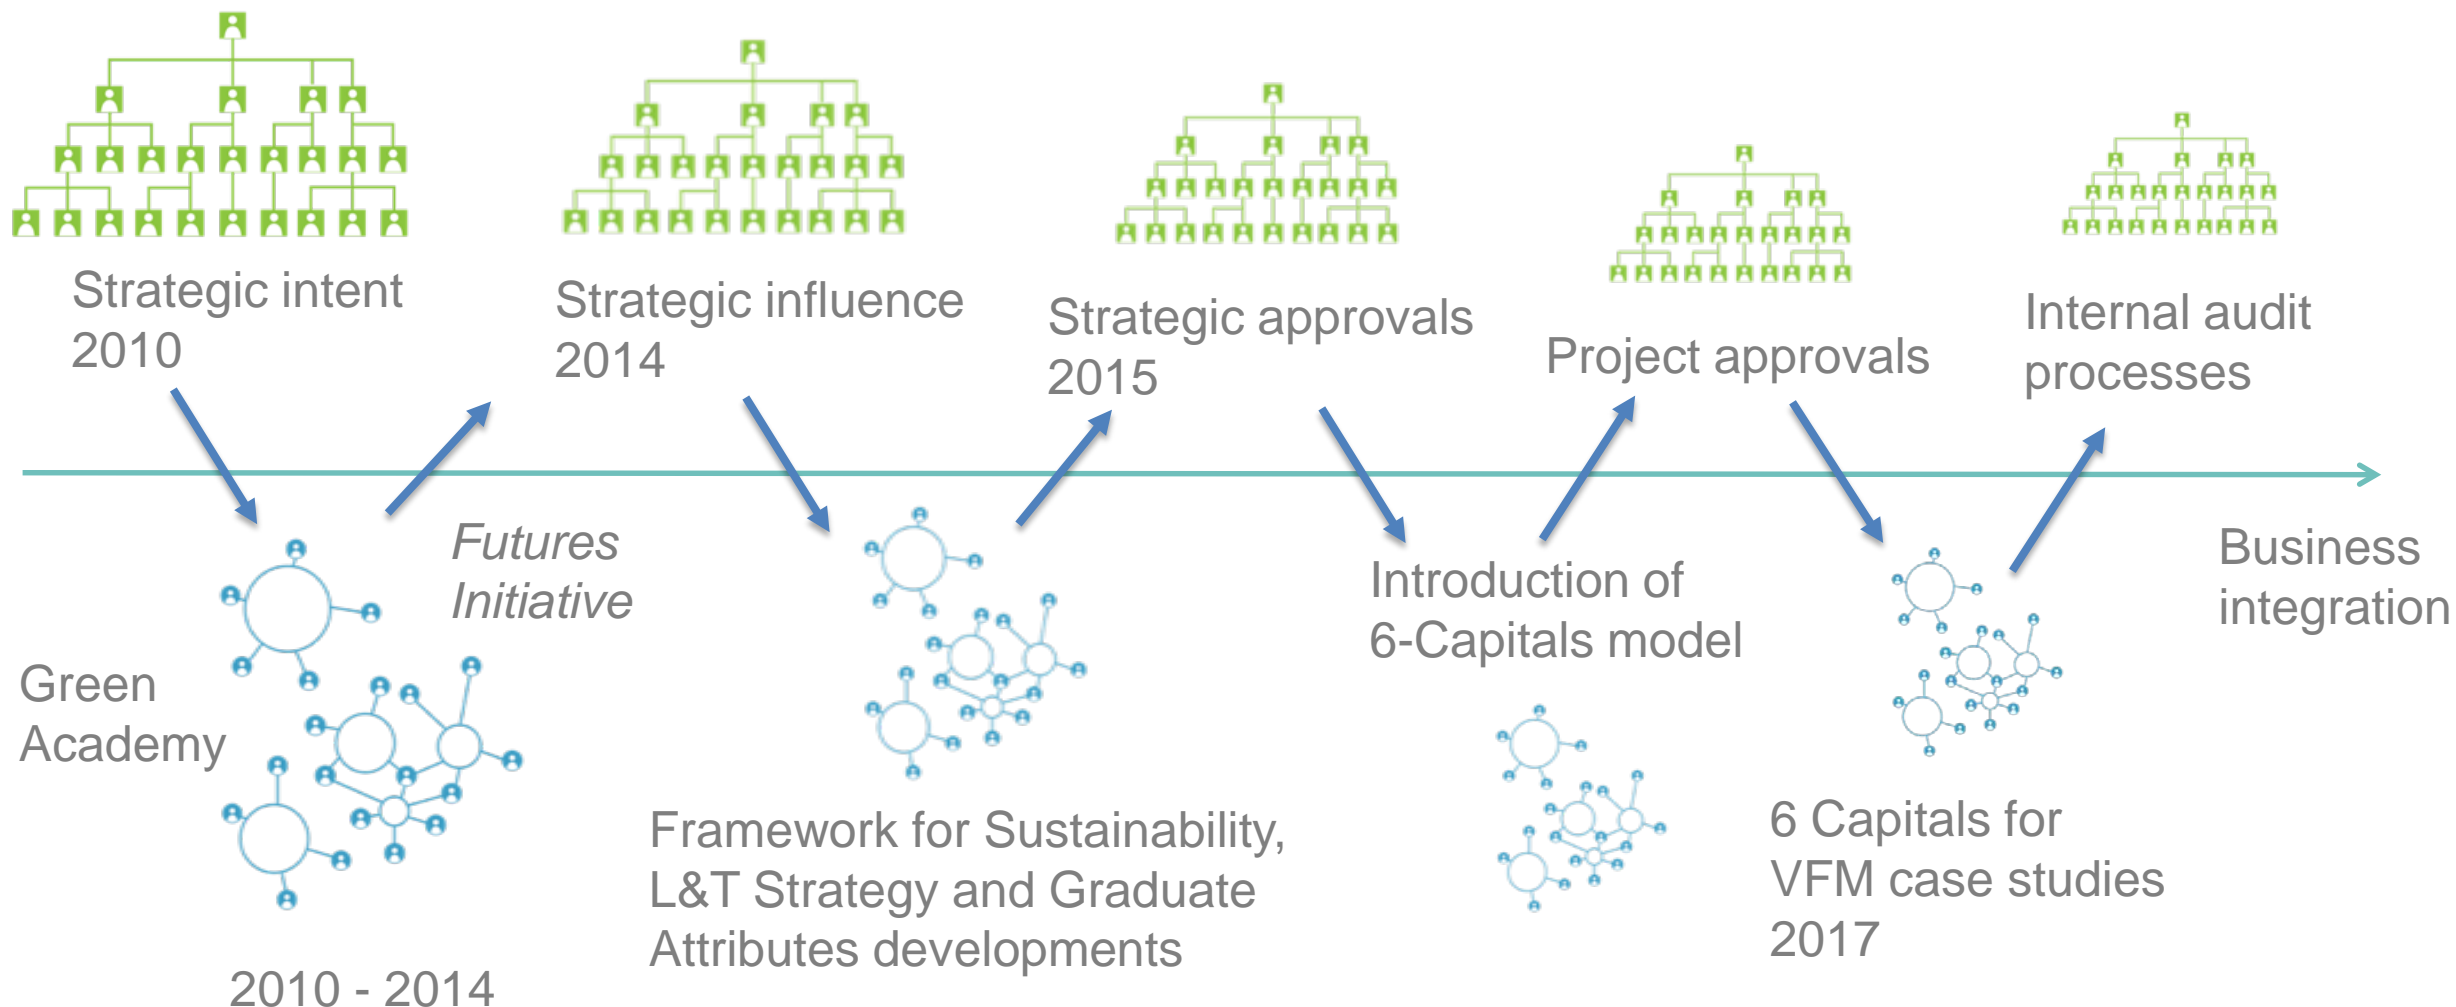 Strategic intent
2010
Strategic influence
2014
Strategic approvals
2015
Project approvals
Internal audit
processes
Futures
Initiative
Green
Academy
2010 - 2014
Framework for Sustainability,
L&T Strategy and Graduate
Attributes developments
Introduction of
6-Capitals model
6 Capitals for
VFM case studies
2017
Business
integration